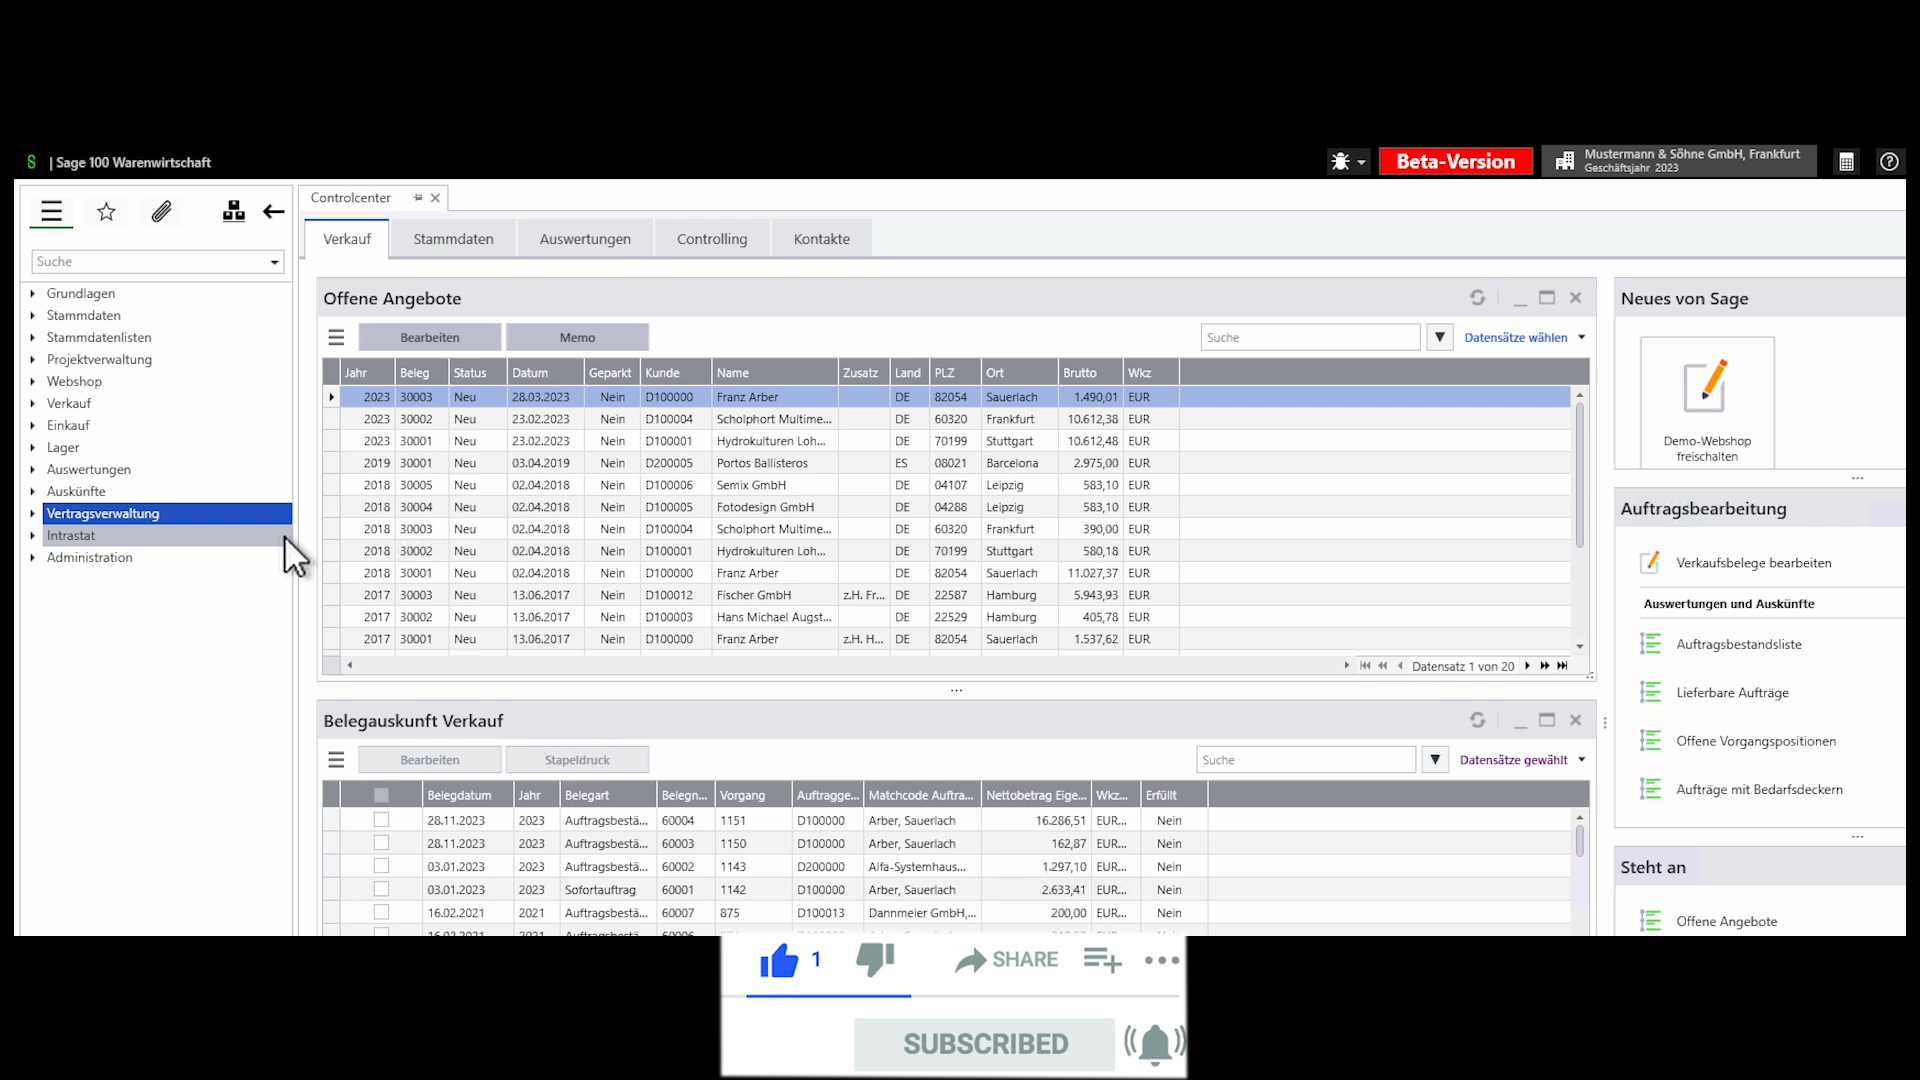 | Sage 100 Warenwirtschaft
Beta-Version
Mustermann & Söhne GmbH, Frankfurt
Geschäftsjahr 2023
Controlcenter
Suche
Grundlagen
Stammdaten
Stammdatenlisten
Projektverwaltung
Webshop
Verkauf
Einkauf
Lager
Auswertungen
Auskünfte
Vertragsverwaltung
Intrastat
Administration
Verkauf Stammdaten Auswertungen Controlling Kontakte
Offene Angebote
Bearbeiten Memo Suche Datensätze wählen
Jahr Beleg Status Datum Geparkt Kunde Name Zusatz Land PLZ Ort Brutto Wkz
2023 30003 Neu 28.03.2023 Nein D100000 Franz Arber DE 82054 Sauerlach 1.490,01 EUR
2023 30002 Neu 23.02.2023 Nein D100004 Scholphort Multime... DE 60320 Frankfurt 10.612,38 EUR
2023 30001 Neu 23.02.2023 Nein D100001 Hydrokulturen Loh... DE 70199 Stuttgart 10.612,48 EUR
2019 30001 Neu 03.04.2019 Nein D200005 Portos Ballisteros ES 08021 Barcelona 2.975,00 EUR
2018 30005 Neu 02.04.2018 Nein D100006 Semix GmbH DE 04107 Leipzig 583,10 EUR
2018 30004 Neu 02.04.2018 Nein D100005 Fotodesign GmbH DE 04288 Leipzig 583,10 EUR
2018 30003 Neu 02.04.2018 Nein D100004 Scholphort Multime... DE 60320 Frankfurt 390,00 EUR
2018 30002 Neu 02.04.2018 Nein D100001 Hydrokulturen Loh... DE 70199 Stuttgart 580,18 EUR
2018 30001 Neu 02.04.2018 Nein D100000 Franz Arber DE 82054 Sauerlach 11.027,37 EUR
2017 30003 Neu 13.06.2017 Nein D100012 Fischer GmbH z.H. Fr... DE 22587 Hamburg 5.943,93 EUR
2017 30002 Neu 13.06.2017 Nein D100003 Hans Michael Augst... DE 22529 Hamburg 405,78 EUR
2017 30001 Neu 13.06.2017 Nein D100000 Franz Arber z.H. H... DE 82054 Sauerlach 1.537,62 EUR
Datensatz 1 von 20
Belegauskunft Verkauf
Bearbeiten Stapeldruck Suche Datensätze gewählt
Belegdatum Jahr Belegart Belegn... Vorgang Auftragge... Matchcode Auftra... Nettobetrag Eige... Wkz... Erfüllt
28.11.2023 2023 Auftragsbestä... 60004 1151 D100000 Arber, Sauerlach 16.286,51 EUR... Nein
28.11.2023 2023 Auftragsbestä... 60003 1150 D100000 Arber, Sauerlach 162,87 EUR... Nein
03.01.2023 2023 Auftragsbestä... 60002 1143 D200000 Alfa-Systemhaus... 1.297,10 EUR... Nein
03.01.2023 2023 Sofortauftrag 60001 1142 D100000 Arber, Sauerlach 2.633,41 EUR... Nein
16.02.2021 2021 Auftragsbestä... 60007 875 D100013 Dannmeier GmbH,... 200,00 EUR... Nein
Neues von Sage
Demo-Webshop
freischalten
Auftragsbearbeitung
Verkaufsbelege bearbeiten
Auswertungen und Auskünfte
Auftragsbestandsliste
Lieferbare Aufträge
Offene Vorgangspositionen
Aufträge mit Bedarfsdeckern
Steht an
Offene Angebote
1 SHARE
SUBSCRIBED